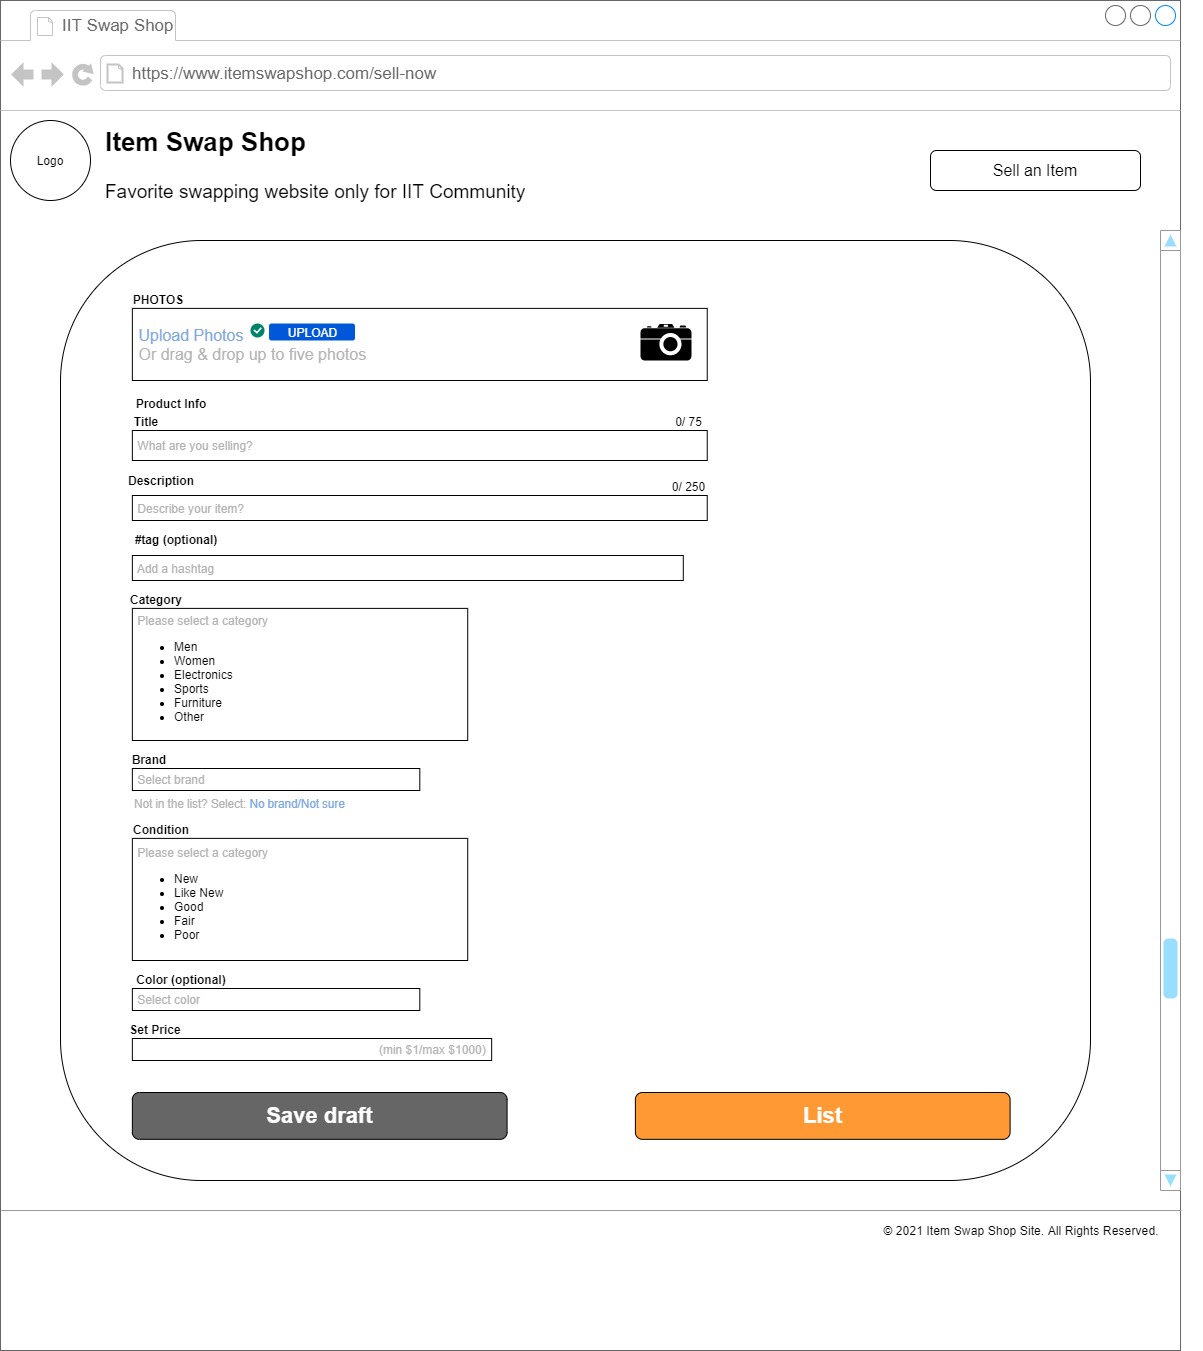 IIT Swap Shop
https://www.itemswapshop.com/sell-now
Logo
Item Swap Shop
Favorite swapping website only for IIT Community
Sell an Item
PHOTOS
Upload Photos UPLOAD
Or drag & drop up to five photos
Product Info
Title 0/ 75
What are you selling?
Description 0/ 250
Describe your item?
#tag (optional)
Add a hashtag
Category
Please select a category
• Men
• Women
• Electronics
• Sports
• Furniture
• Other
Brand
Select brand
Not in the list? Select: No brand/Not sure
Condition
Please select a category
• New
• Like New
• Good
• Fair
• Poor
Color (optional)
Select color
Set Price
(min $1/max $1000)
Save draft List
© 2021 Item Swap Shop Site. All Rights Reserved.